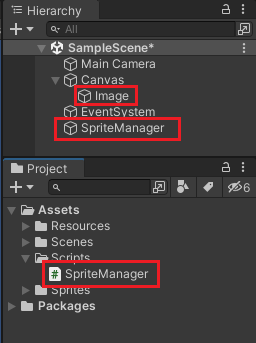 Hierarchy
All
SampleScene*
Main Camera
Canvas
Image
EventSystem
SpriteManager
Project
6
Assets
Resources
Scenes
Scripts
# SpriteManager
Sprites
Packages